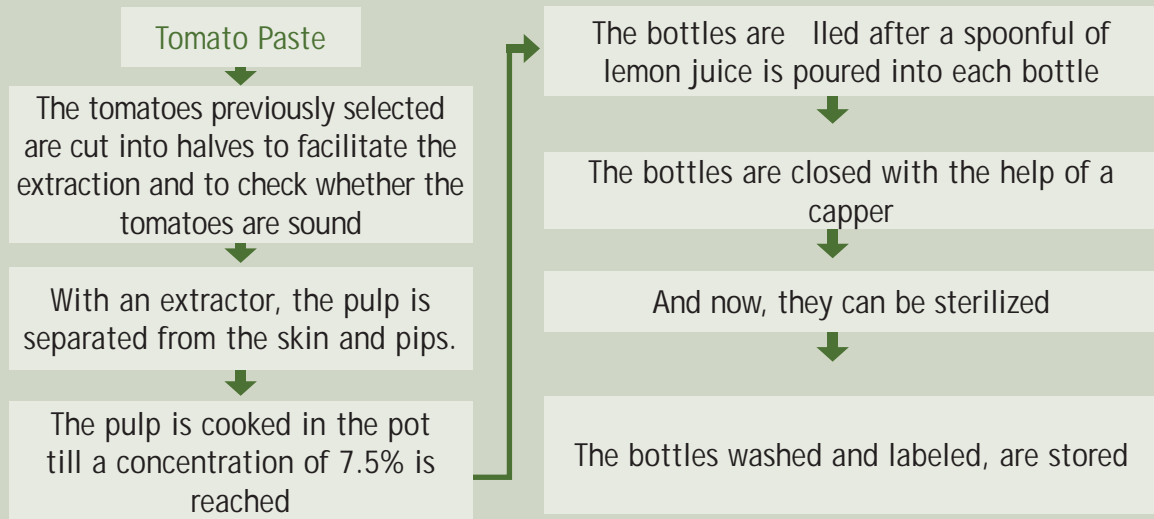 Tomato Paste
The tomatoes previously selected
are cut into halves to facilitate the
extraction and to check whether the
tomatoes are sound
With an extractor, the pulp is
separated from the skin and pips.
The pulp is cooked in the pot
till a concentration of 7.5% is
reached
The bottles are lled after a spoonful of
lemon juice is poured into each bottle
The bottles are closed with the help of a
capper
And now, they can be sterilized
The bottles washed and labeled, are stored